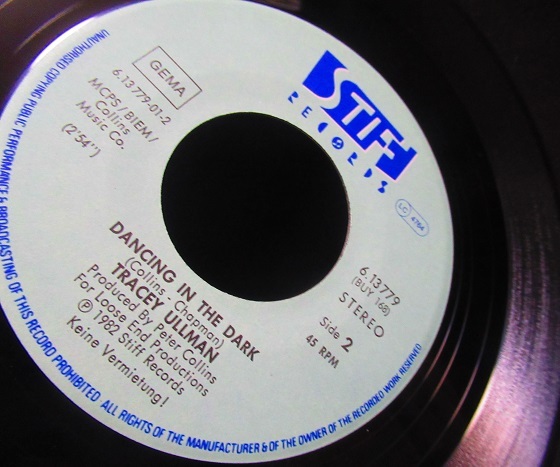 STIFF
RECORDS
GEMA
6.13 779-01-2
MCPS/BIEM/
Collins
Music Co.
(2'54")
LC 4766
6.13779
(BUY 168)
STEREO
Side 2
45 RPM
DANCING IN THE DARK
(Collins - Chapman)
TRACEY ULLMAN
Produced By Peter Collins
For Loose End Productions
℗ 1982 Stiff Records
Keine Vermietung!
UNAUTHORISED COPYING PUBLIC PERFORMANCE & BROADCASTING OF THIS RECORD PROHIBITED. ALL RIGHTS OF THE MANUFACTURER & OF THE OWNER OF THE RECORDED WORK RESERVED